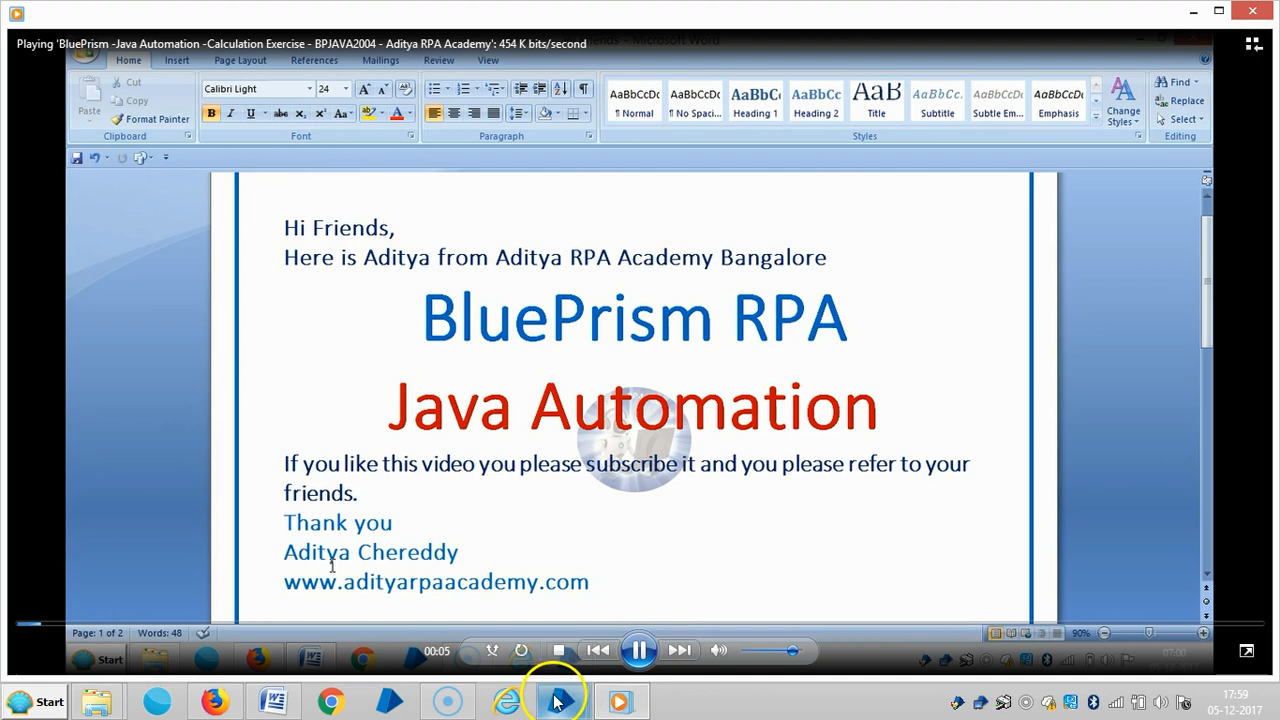 Playing 'BluePrism -Java Automation -Calculation Exercise - BPJAVA2004 - Aditya RPA Academy': 454 K bits/second
Home Insert Page Layout References Mailings Review View
Cut
Copy
Paste
Format Painter
Clipboard
Calibri Light 24
Font
Paragraph
AaBbCcDc AaBbCcDc AaBbCc AaBbCc AaB AaBbCc. AaBbCcDc AaBbCcDc
¶ Normal ¶ No Spaci... Heading 1 Heading 2 Title Subtitle Subtle Em... Emphasis
Change Styles
Styles
Find
Replace
Select
Editing
Hi Friends,
Here is Aditya from Aditya RPA Academy Bangalore
BluePrism RPA
Java Automation
If you like this video you please subscribe it and you please refer to your
friends.
Thank you
Aditya Chereddy
www.adityarpaacademy.com
Page: 1 of 2 Words: 48 90%
00:05
Start 07:00
Start 17:59
05-12-2017